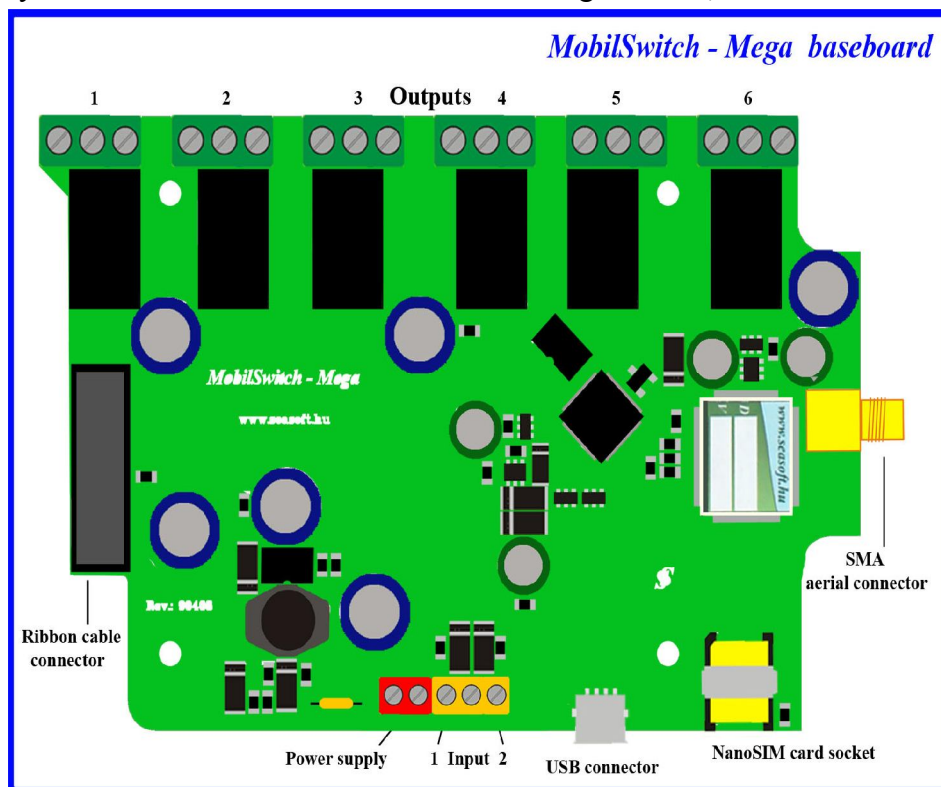 MobilSwitch - Mega baseboard
Outputs
1 2 3 4 5 6
MobilSwitch - Mega
www.seasoft.hu
www.seasoft.hu
SMA
aerial connector
Ribbon cable
connector
Power supply
1 Input 2
USB connector
NanoSIM card socket